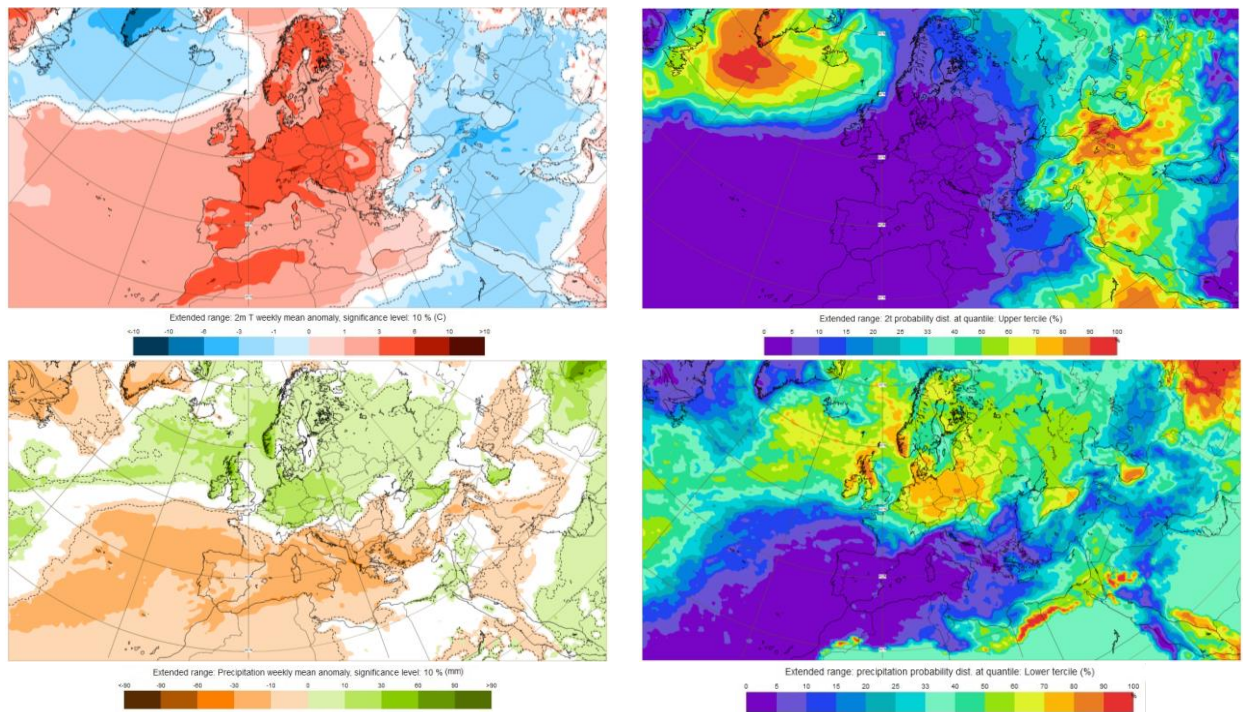 Extended range: 2m T weekly mean anomaly, significance level: 10 % (C)
<-10 -10 -6 -3 -1 0 1 3 6 10 >10
Extended range: 2t probability dist. at quantile: Upper tercile (%)
0 5 10 15 20 25 33 40 50 60 70 80 90 100
%
Extended range: Precipitation weekly mean anomaly, significance level: 10 % (mm)
<-90 -90 -60 -30 -10 0 10 30 60 90 >90
Extended range: precipitation probability dist. at quantile: Lower tercile (%)
0 5 10 15 20 25 33 40 50 60 70 80 90 100
%